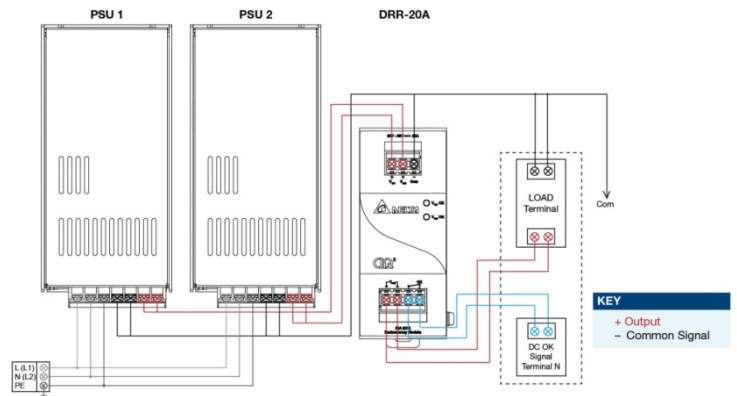 PSU 1
PSU 2
DRR-20A
DELTA
LOAD
Terminal
Com
KEY
+ Output
– Common Signal
DC OK
Signal
Terminal N
L (L1)
N (L2)
PE